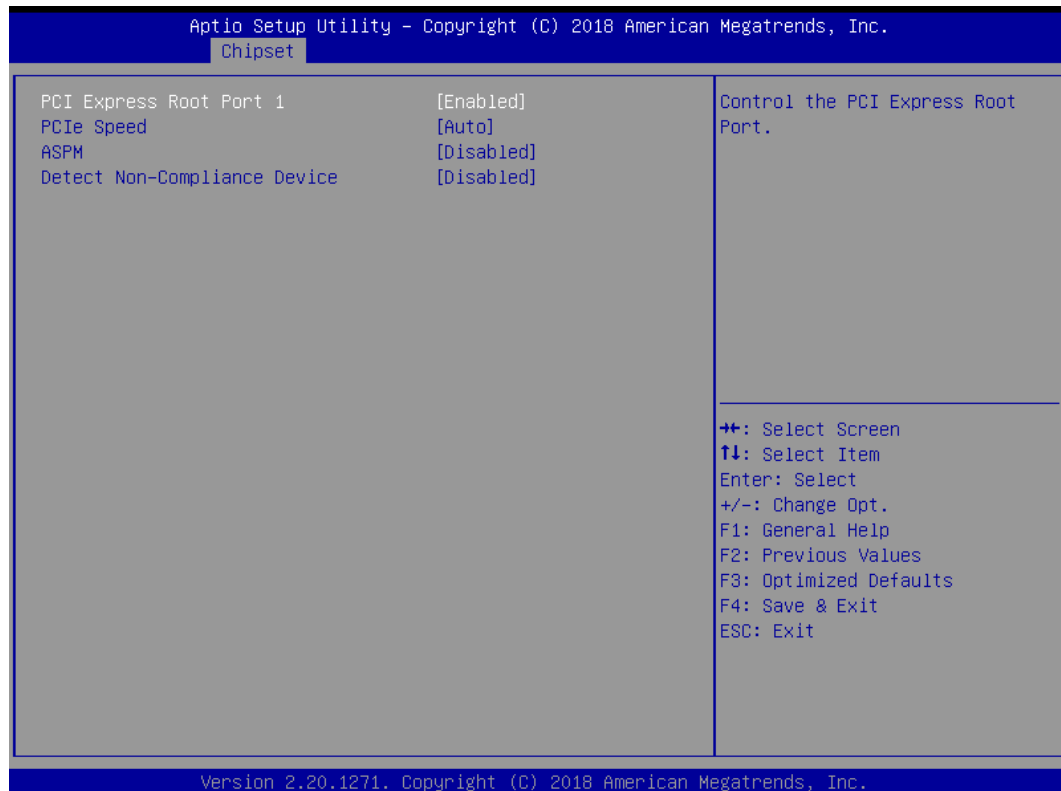 Aptio Setup Utility – Copyright (C) 2018 American Megatrends, Inc.
Chipset
PCI Express Root Port 1 [Enabled]
PCIe Speed [Auto]
ASPM [Disabled]
Detect Non-Compliance Device [Disabled]
Control the PCI Express Root
Port.
→←: Select Screen
↑↓: Select Item
Enter: Select
+/-: Change Opt.
F1: General Help
F2: Previous Values
F3: Optimized Defaults
F4: Save & Exit
ESC: Exit
Version 2.20.1271. Copyright (C) 2018 American Megatrends, Inc.